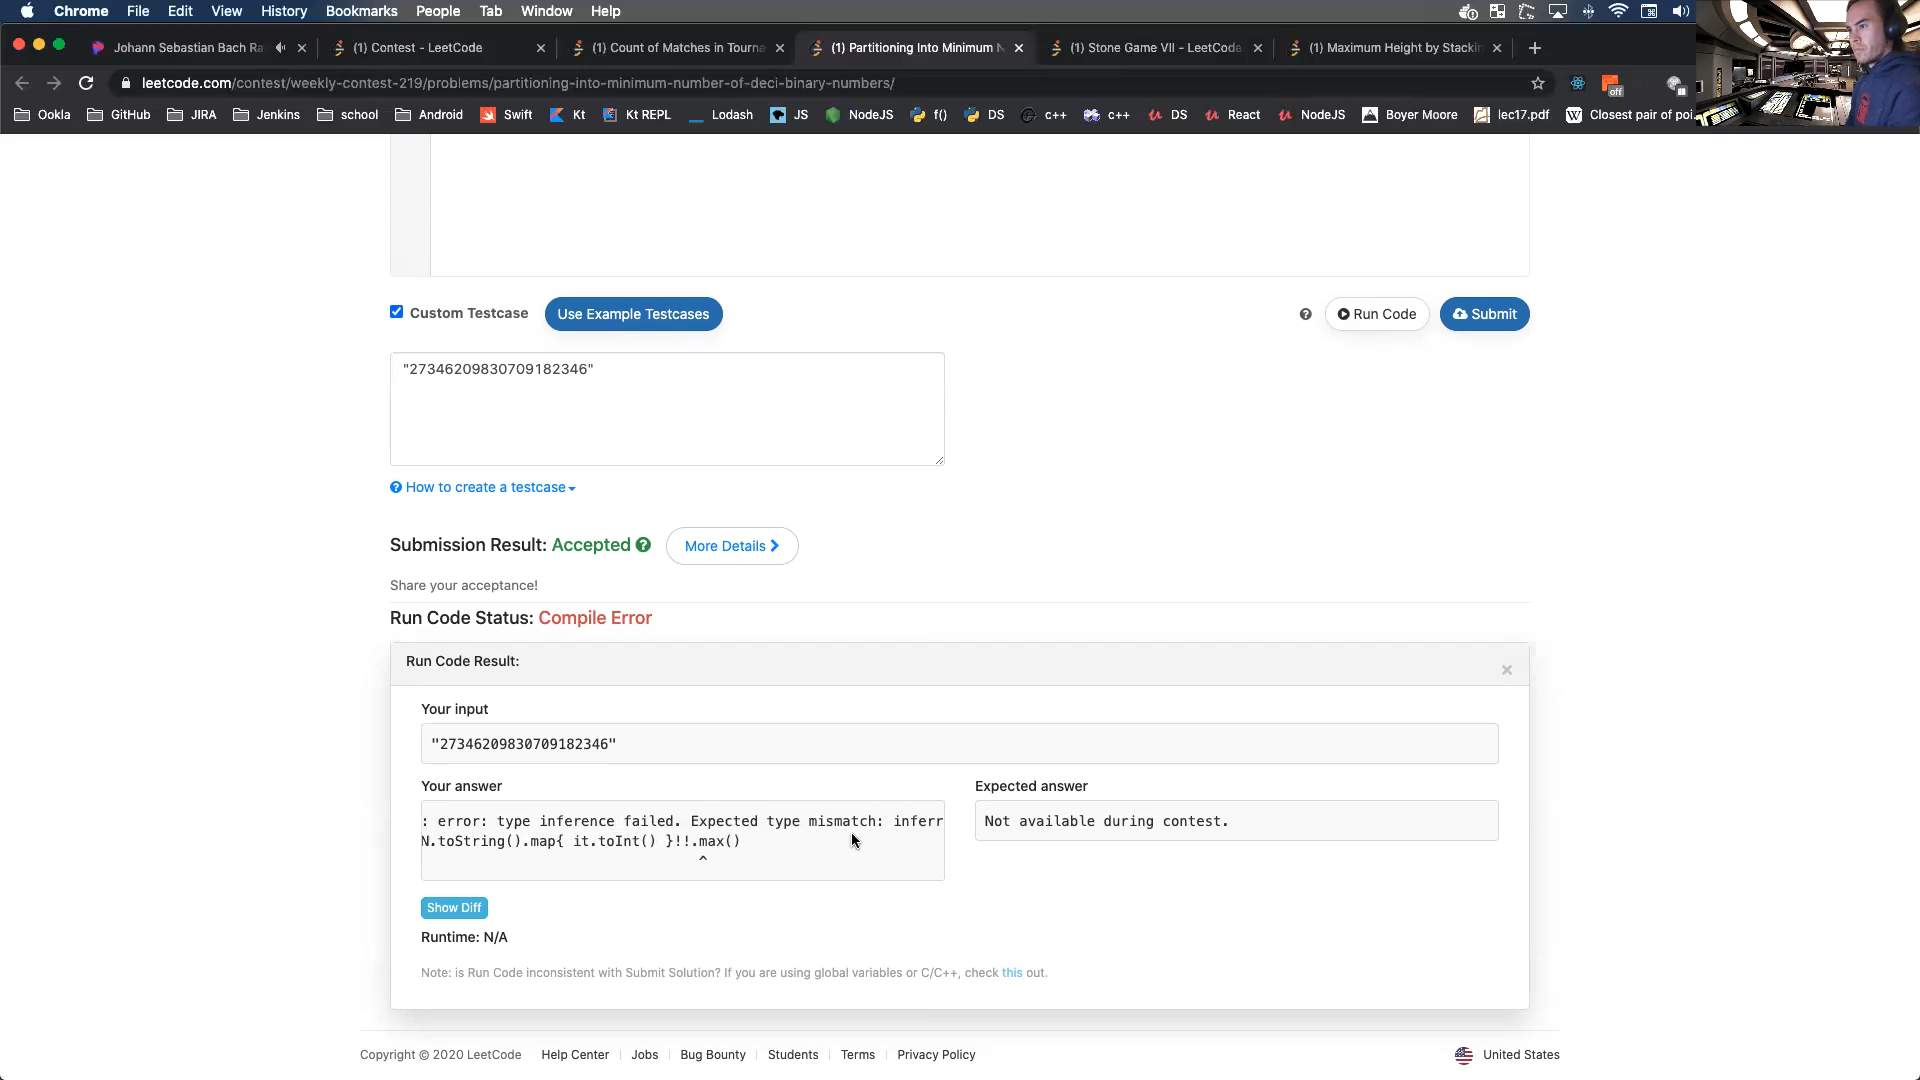 Chrome File Edit View History Bookmarks People Tab Window Help
Johann Sebastian Bach Ra
(1) Contest - LeetCode
(1) Count of Matches in Tourna
(1) Partitioning Into Minimum N
(1) Stone Game VII - LeetCode
(1) Maximum Height by Stackin
leetcode.com/contest/weekly-contest-219/problems/partitioning-into-minimum-number-of-deci-binary-numbers/
off
Ookla GitHub JIRA Jenkins school Android Swift Kt Kt REPL Lodash JS NodeJS f() DS c++ c++ DS React NodeJS Boyer Moore lec17.pdf Closest pair of poi
Custom Testcase Use Example Testcases Run Code Submit
"27346209830709182346"
How to create a testcase
Submission Result: Accepted More Details
Share your acceptance!
Run Code Status: Compile Error
Run Code Result: ×
Your input
"27346209830709182346"
Your answer Expected answer
: error: type inference failed. Expected type mismatch: inferr
N.toString().map{ it.toInt() }!!.max()
^
Not available during contest.
Show Diff
Runtime: N/A
Note: is Run Code inconsistent with Submit Solution? If you are using global variables or C/C++, check this out.
Copyright © 2020 LeetCode Help Center Jobs Bug Bounty Students Terms Privacy Policy United States